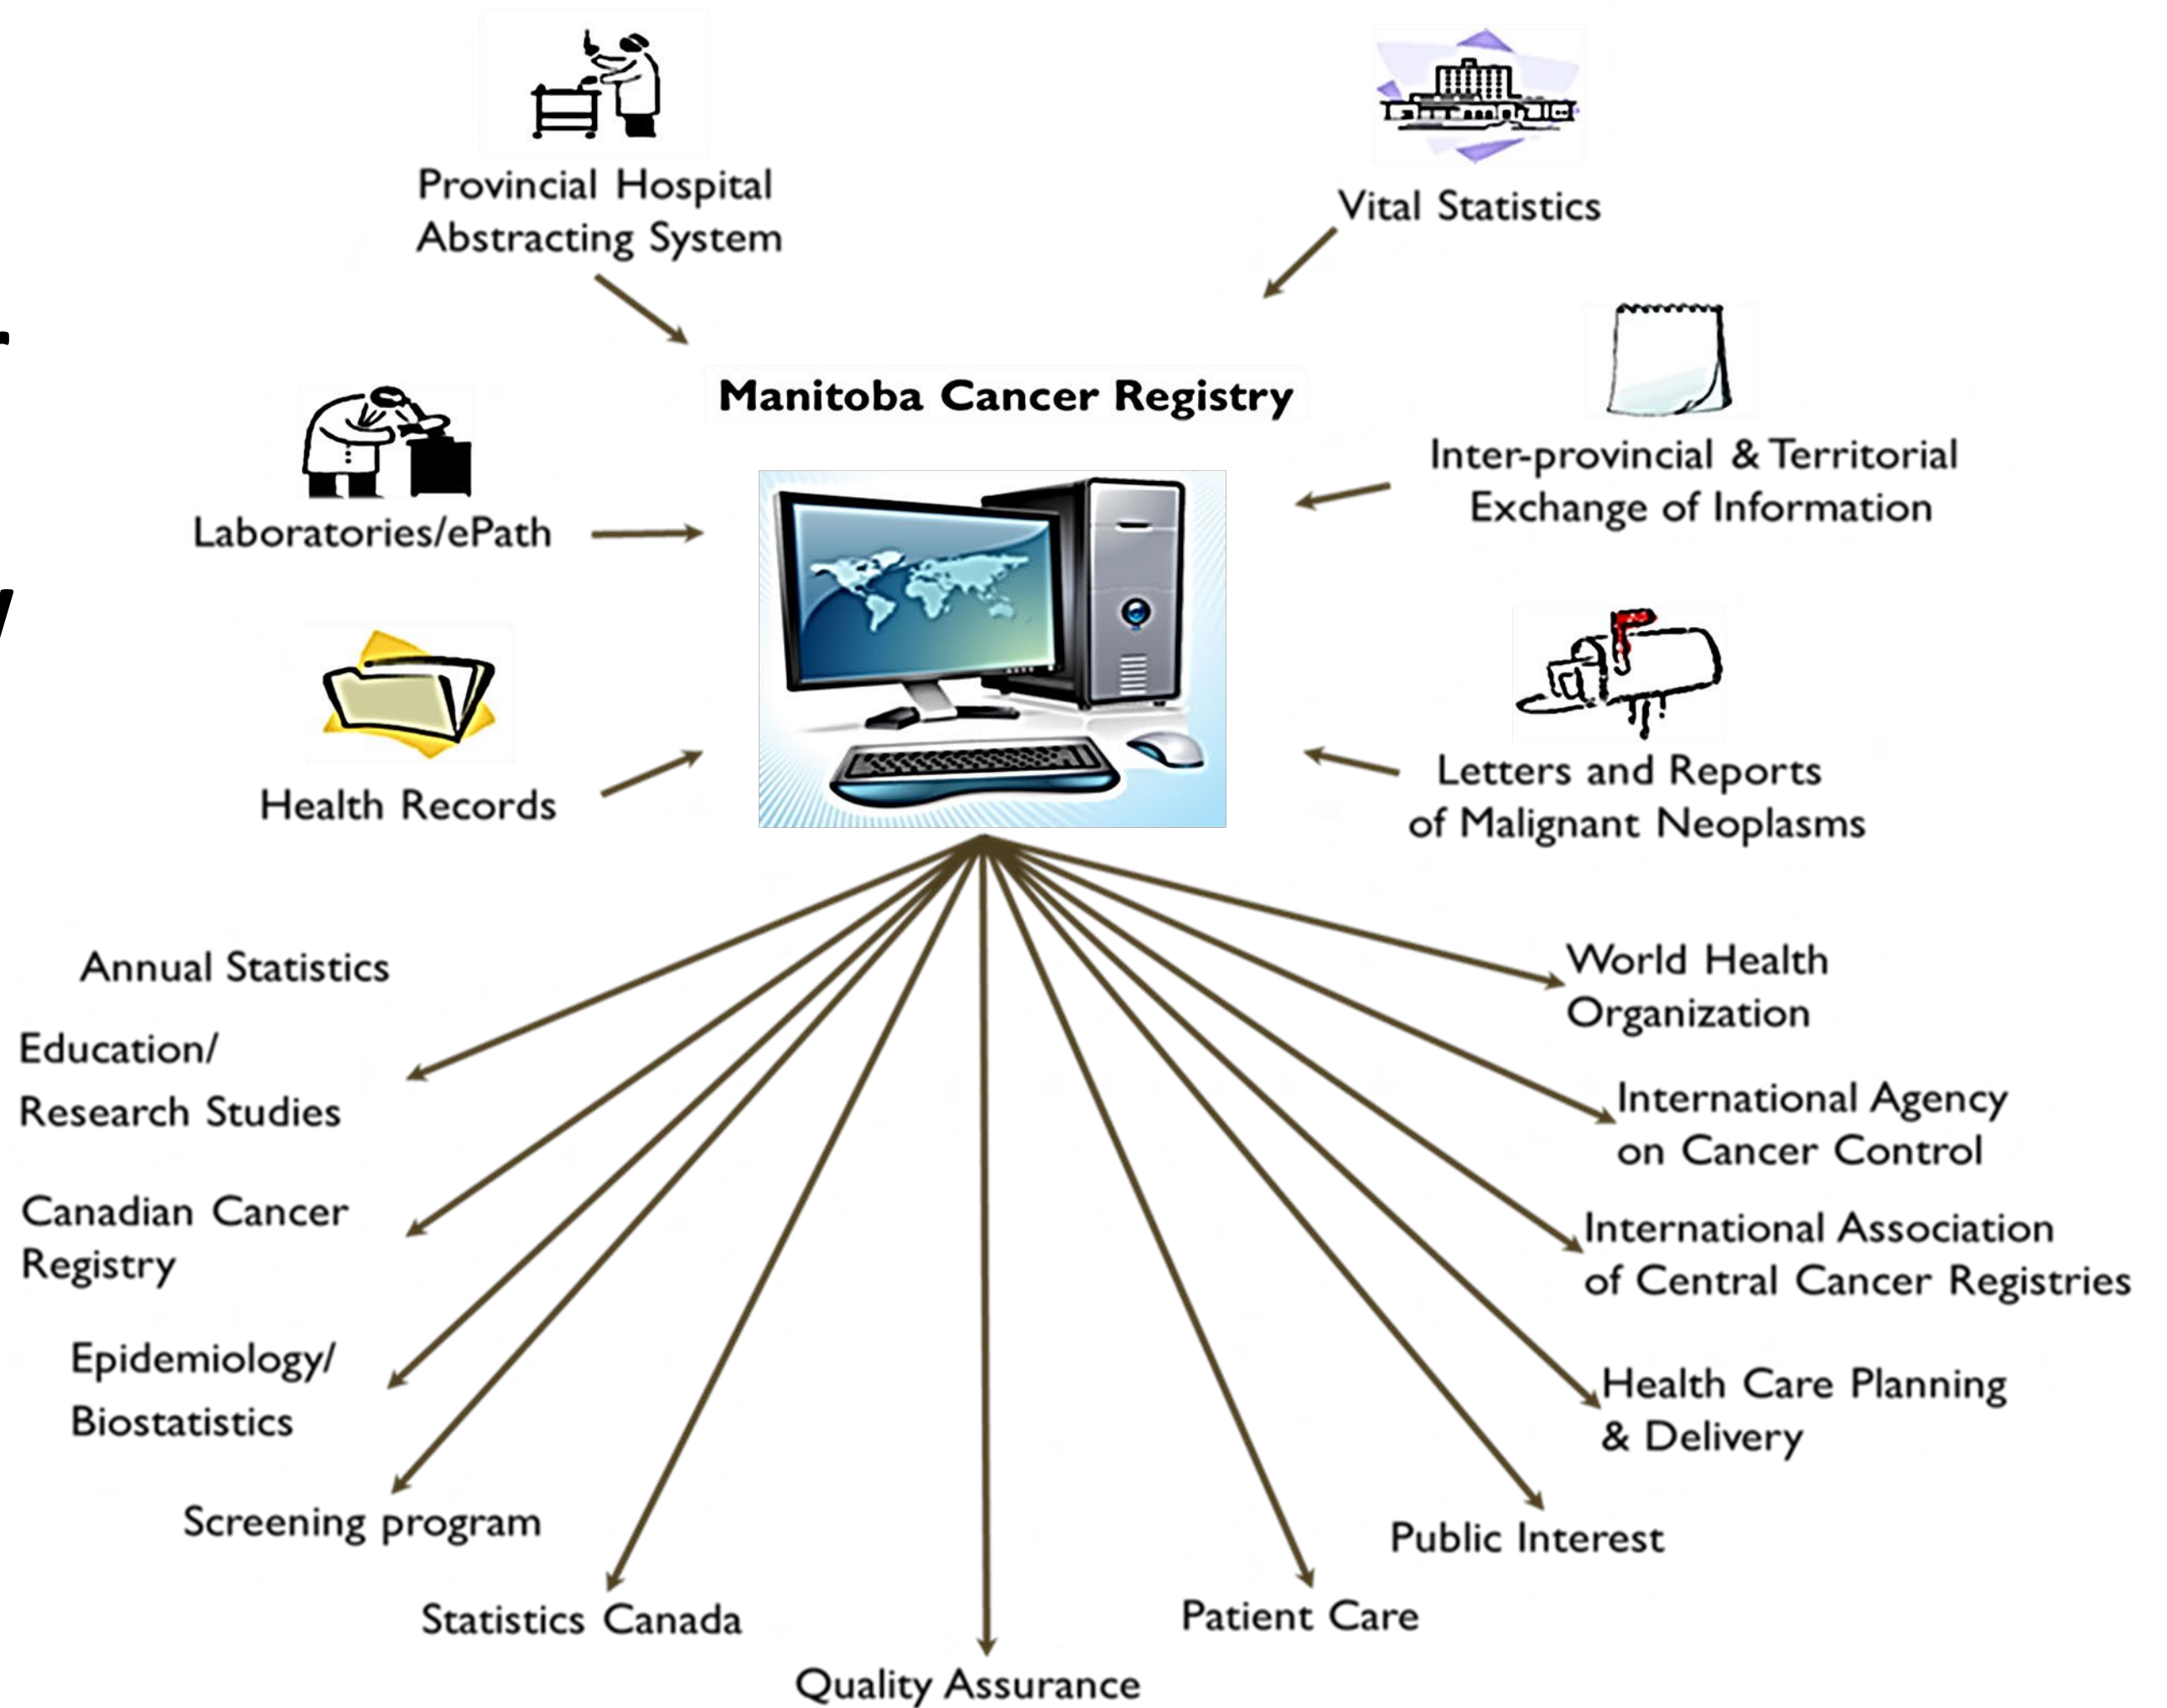 Provincial Hospital
Abstracting System
Vital Statistics
Manitoba Cancer Registry
Inter-provincial & Territorial
Exchange of Information
Laboratories/ePath
Health Records
Letters and Reports
of Malignant Neoplasms
Annual Statistics
Education/
Research Studies
Canadian Cancer
Registry
Epidemiology/
Biostatistics
Screening program
Statistics Canada
Quality Assurance
Patient Care
Public Interest
Health Care Planning
& Delivery
International Association
of Central Cancer Registries
International Agency
on Cancer Control
World Health
Organization